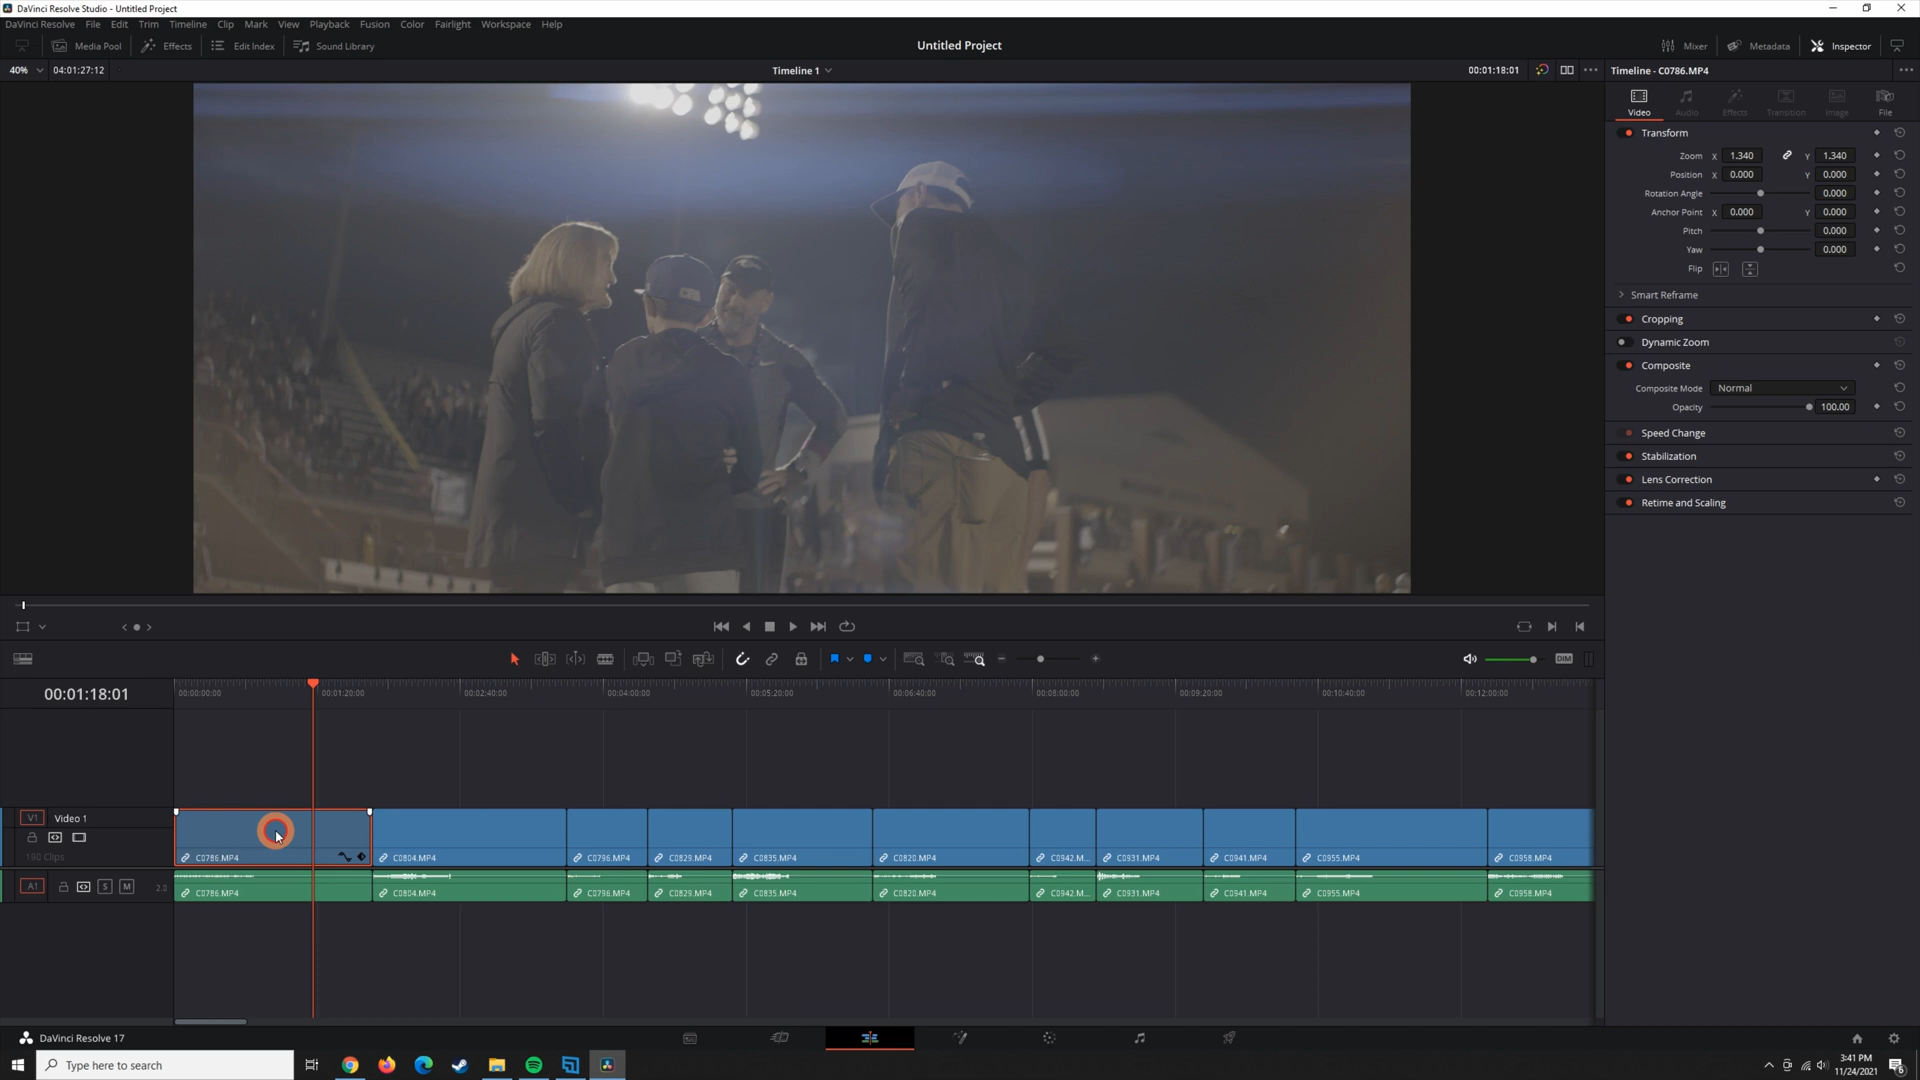 DaVinci Resolve Studio - Untitled Project
DaVinci Resolve File Edit Trim Timeline Clip Mark View Playback Fusion Color Fairlight Workspace Help
Media Pool Effects Edit Index Sound Library Untitled Project Mixer Metadata Inspector
40% 04:01:27:12 Timeline 1 00:01:18:01 Timeline - C0786.MP4
Video Audio Effects Transition Image File
Transform
Zoom X 1.340 Y 1.340
Position X 0.000 Y 0.000
Rotation Angle 0.000
Anchor Point X 0.000 Y 0.000
Pitch 0.000
Yaw 0.000
Flip
Smart Reframe
Cropping
Dynamic Zoom
Composite
Composite Mode Normal
Opacity 100.00
Speed Change
Stabilization
Lens Correction
Retime and Scaling
DIM
00:01:18:01 00:00:00:00 00:01:20:00 00:02:40:00 00:04:00:00 00:05:20:00 00:06:40:00 00:08:00:00 00:09:20:00 00:10:40:00 00:12:00:00
V1 Video 1
190 Clips C0786.MP4 C0804.MP4 C0796.MP4 C0829.MP4 C0835.MP4 C0820.MP4 C0942.M... C0931.MP4 C0941.MP4 C0955.MP4 C0958.MP4
A1 S M 2.0 C0786.MP4 C0804.MP4 C0796.MP4 C0829.MP4 C0835.MP4 C0820.MP4 C0942.M... C0931.MP4 C0941.MP4 C0955.MP4 C0958.MP4
DaVinci Resolve 17
Type here to search
3:41 PM
11/24/2021
6